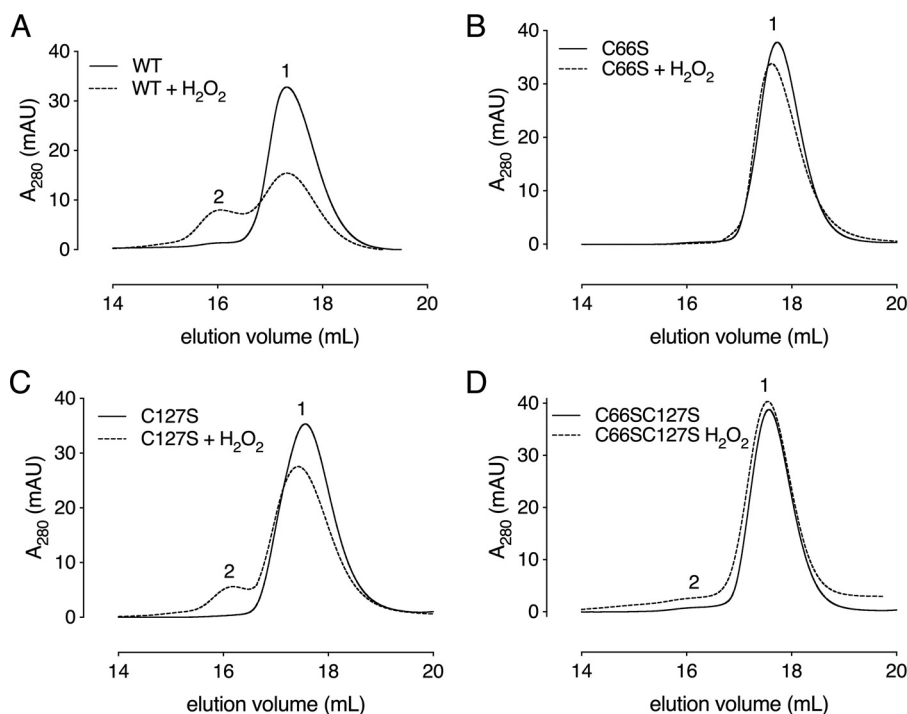 A
40
30
20
10
0
A280 (mAU)
WT
WT + H2O2
1
2
14 16 18 20
elution volume (mL)
B
40
30
20
10
0
A280 (mAU)
C66S
C66S + H2O2
1
14 16 18 20
elution volume (mL)
C
40
30
20
10
0
A280 (mAU)
C127S
C127S + H2O2
1
2
14 16 18 20
elution volume (mL)
D
40
30
20
10
0
A280 (mAU)
C66SC127S
C66SC127S H2O2
1
2
14 16 18 20
elution volume (mL)